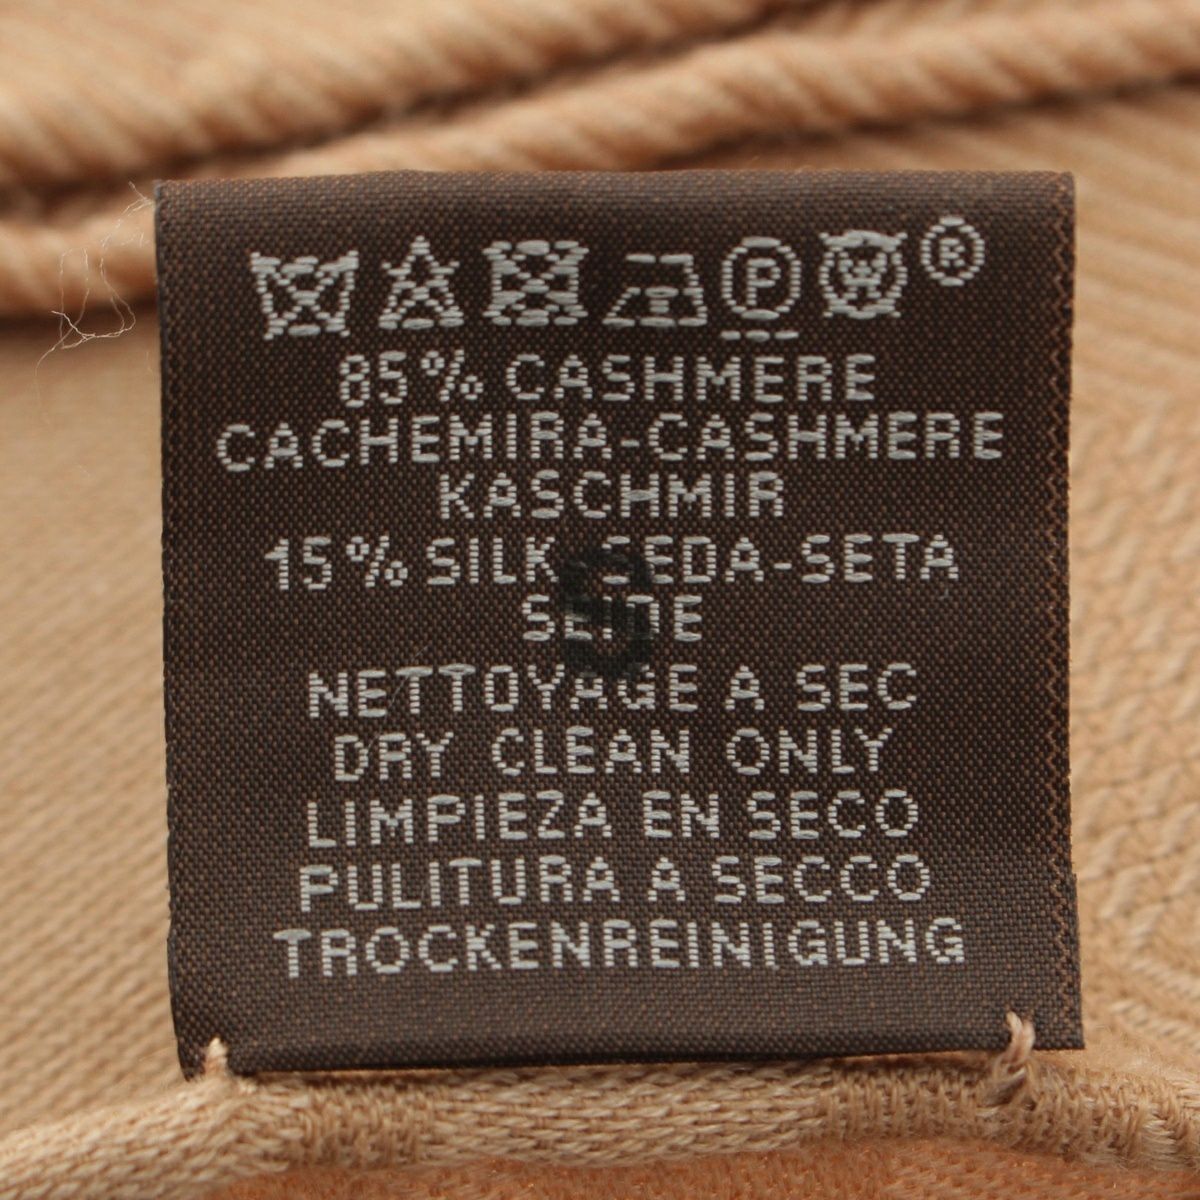 P W ®
85% CASHMERE
CACHEMIRA-CASHMERE
KASCHMIR
15% SILK-SEDA-SETA
SEIDE
NETTOYAGE A SEC
DRY CLEAN ONLY
LIMPIEZA EN SECO
PULITURA A SECCO
TROCKENREINIGUNG